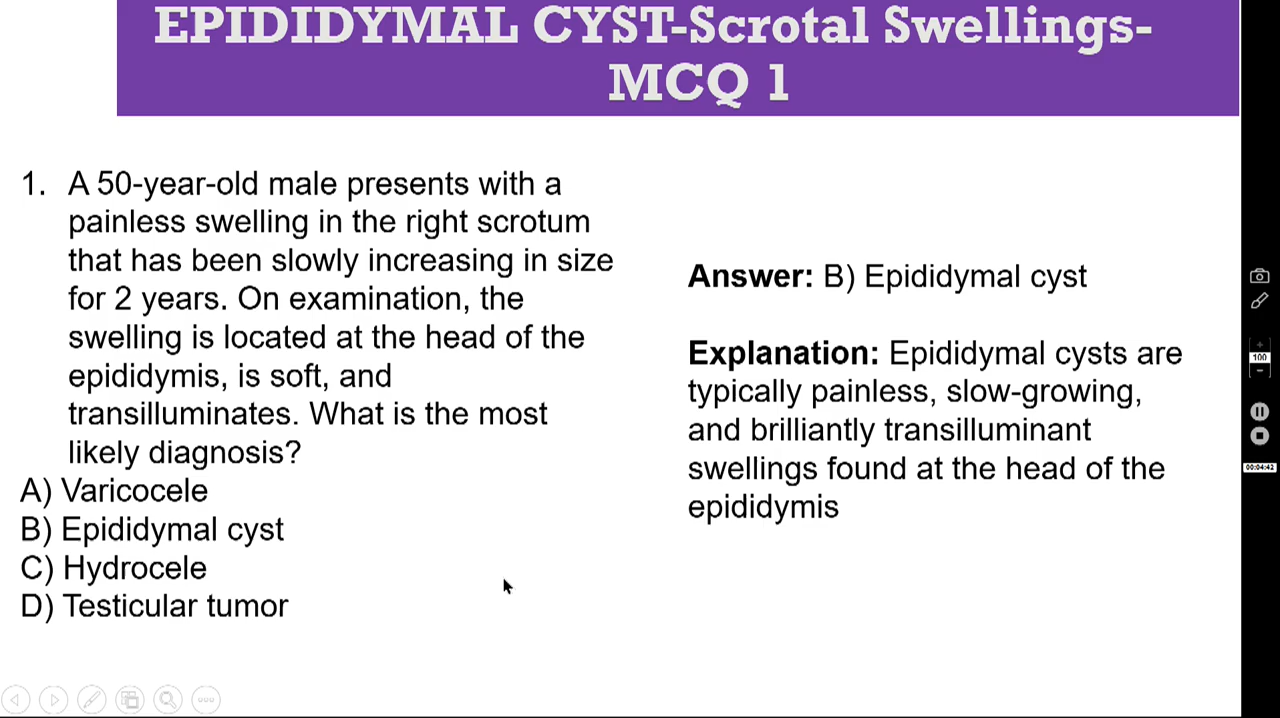 EPIDIDYMAL CYST-Scrotal Swellings-
MCQ 1
1. A 50-year-old male presents with a
painless swelling in the right scrotum
that has been slowly increasing in size
for 2 years. On examination, the
swelling is located at the head of the
epididymis, is soft, and
transilluminates. What is the most
likely diagnosis?
A) Varicocele
B) Epididymal cyst
C) Hydrocele
D) Testicular tumor
Answer: B) Epididymal cyst
Explanation: Epididymal cysts are
typically painless, slow-growing,
and brilliantly transilluminant
swellings found at the head of the
epididymis
100
00:04:42